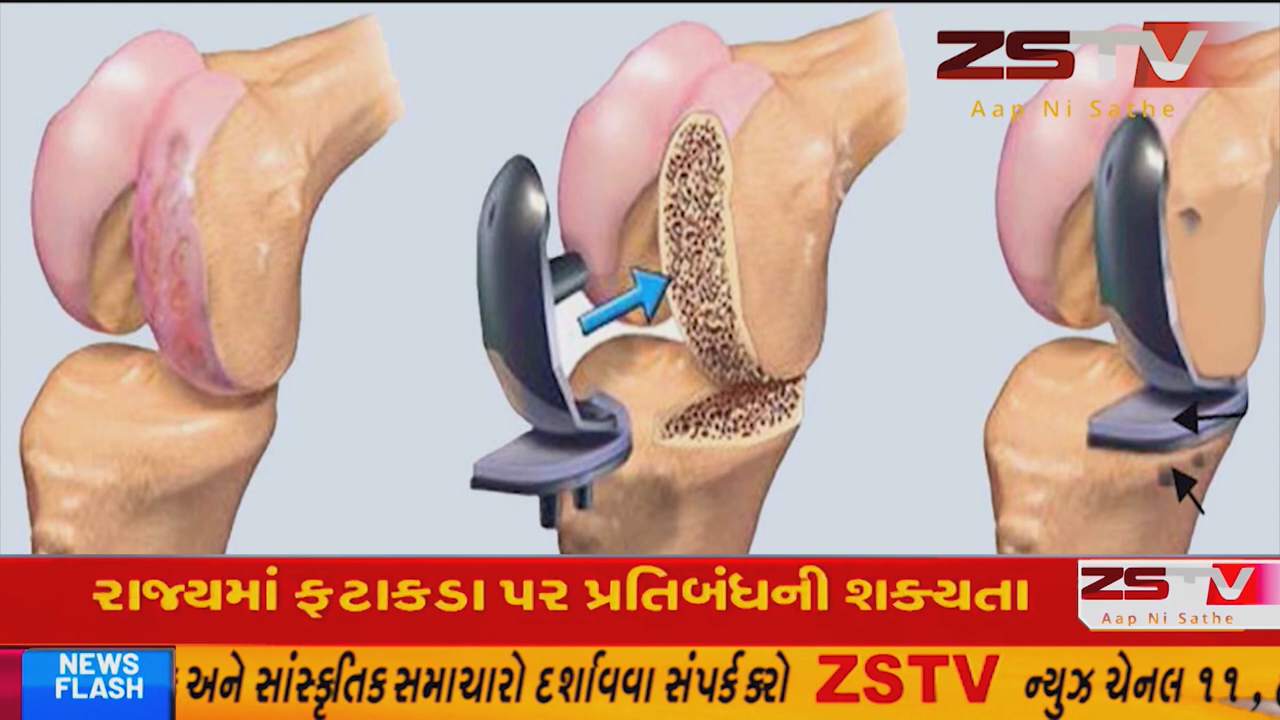 ZSTV
Aap Ni Sathe
રાજ્યમાં ફટાકડા પર પ્રતિબંધની શક્યતા
ZSTV
Aap Ni Sathe
NEWS FLASH
અને સાંસ્કૃતિક સમાચારો દર્શાવવા સંપર્ક કરો ZSTV ન્યુઝ ચેનલ ૧૧,